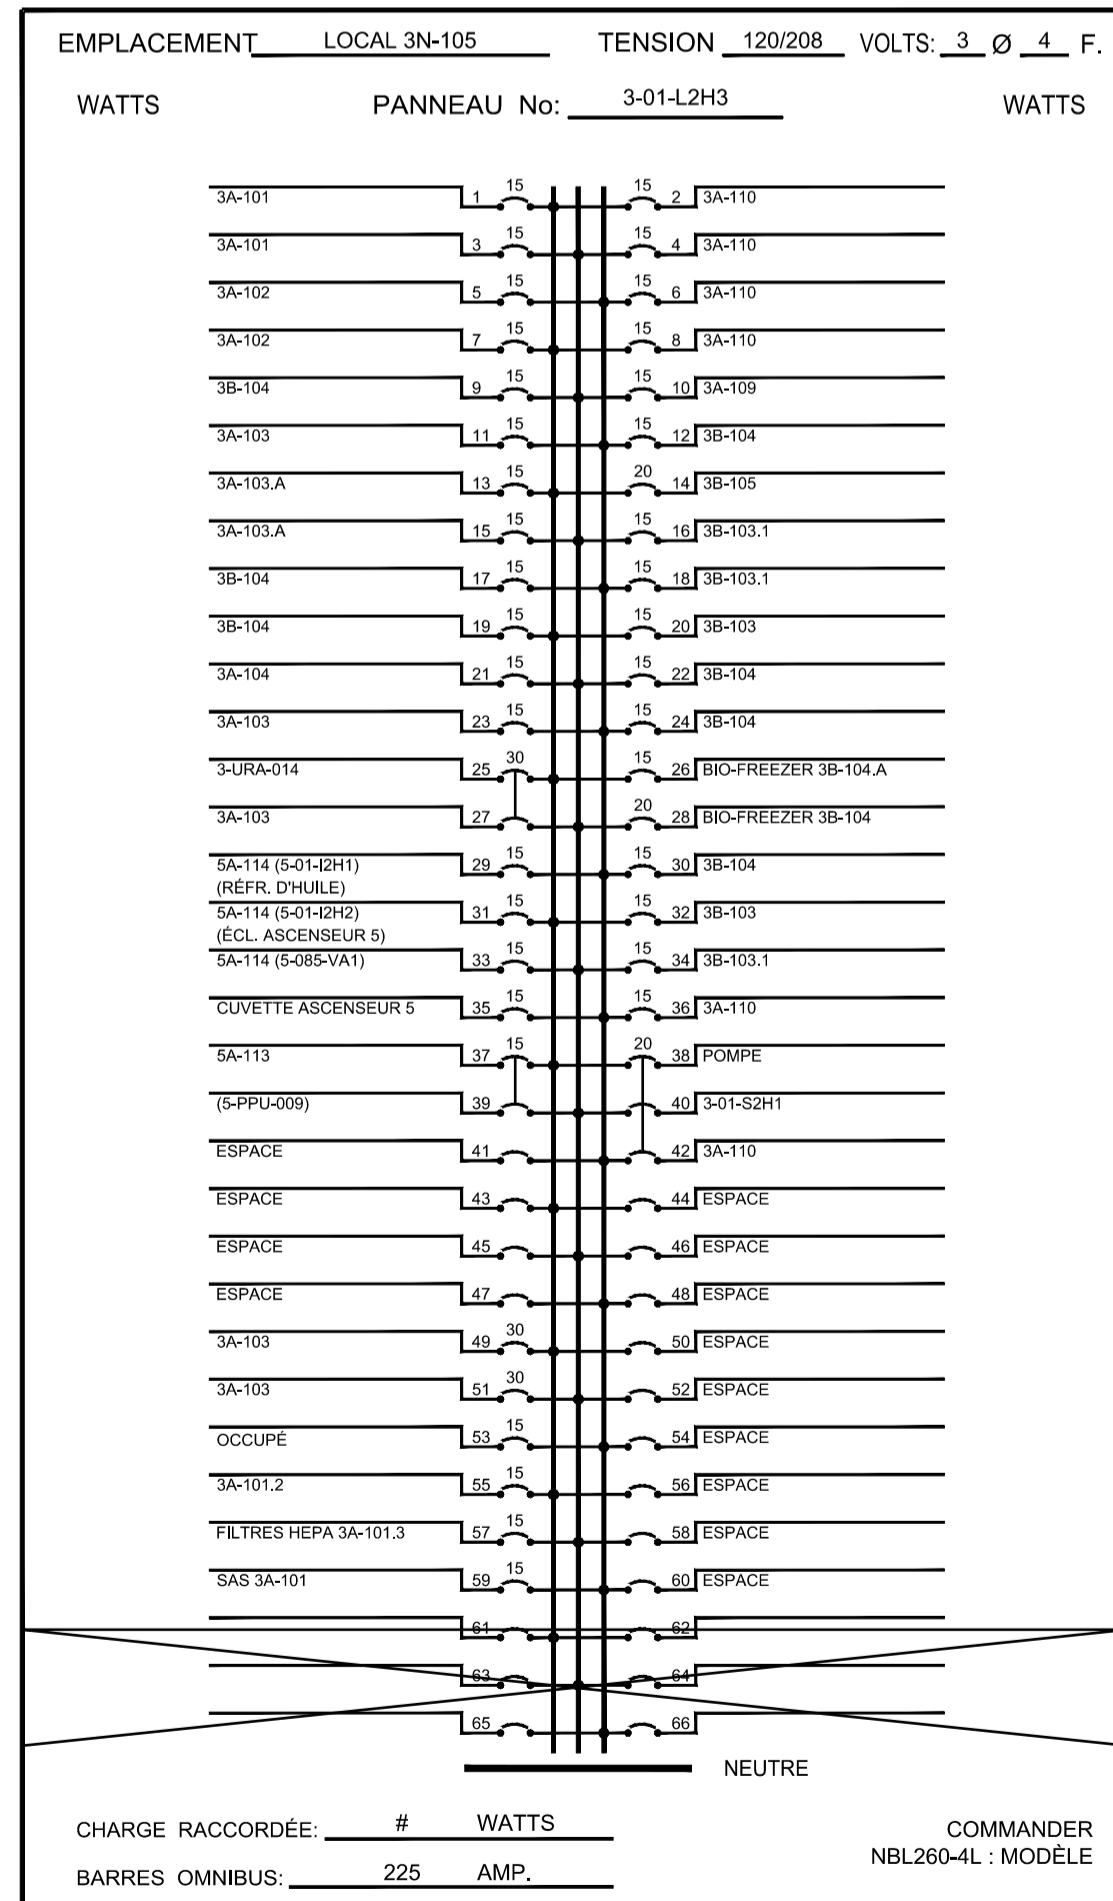 EMPLACEMENT LOCAL 3N-105 TENSION 120/208 VOLTS: 3 Ø 4 F.
WATTS PANNEAU No: 3-01-L2H3 WATTS
3A-101 1 15 15 2 3A-110
3A-101 3 15 15 4 3A-110
3A-102 5 15 15 6 3A-110
3A-102 7 15 15 8 3A-110
3B-104 9 15 15 10 3A-109
3A-103 11 15 15 12 3B-104
3A-103.A 13 15 20 14 3B-105
3A-103.A 15 15 15 16 3B-103.1
3B-104 17 15 15 18 3B-103.1
3B-104 19 15 15 20 3B-103
3A-104 21 15 15 22 3B-104
3A-103 23 15 15 24 3B-104
3-URA-014 25 30 15 26 BIO-FREEZER 3B-104.A
3A-103 27 20 28 BIO-FREEZER 3B-104
5A-114 (5-01-I2H1) 29 15 15 30 3B-104
(RÉFR. D'HUILE)
5A-114 (5-01-I2H2) 31 15 15 32 3B-103
(ÉCL. ASCENSEUR 5)
5A-114 (5-085-VA1) 33 15 15 34 3B-103.1
CUVETTE ASCENSEUR 5 35 15 15 36 3A-110
5A-113 37 15 20 38 POMPE
(5-PPU-009) 39 40 3-01-S2H1
ESPACE 41 42 3A-110
ESPACE 43 44 ESPACE
ESPACE 45 46 ESPACE
ESPACE 47 48 ESPACE
3A-103 49 30 50 ESPACE
3A-103 51 30 52 ESPACE
OCCUPÉ 53 15 54 ESPACE
3A-101.2 55 15 56 ESPACE
FILTRES HEPA 3A-101.3 57 15 58 ESPACE
SAS 3A-101 59 15 60 ESPACE
61 62
63 64
65 66
NEUTRE
CHARGE RACCORDÉE: # WATTS COMMANDER
NBL260-4L : MODÈLE
BARRES OMNIBUS: 225 AMP.